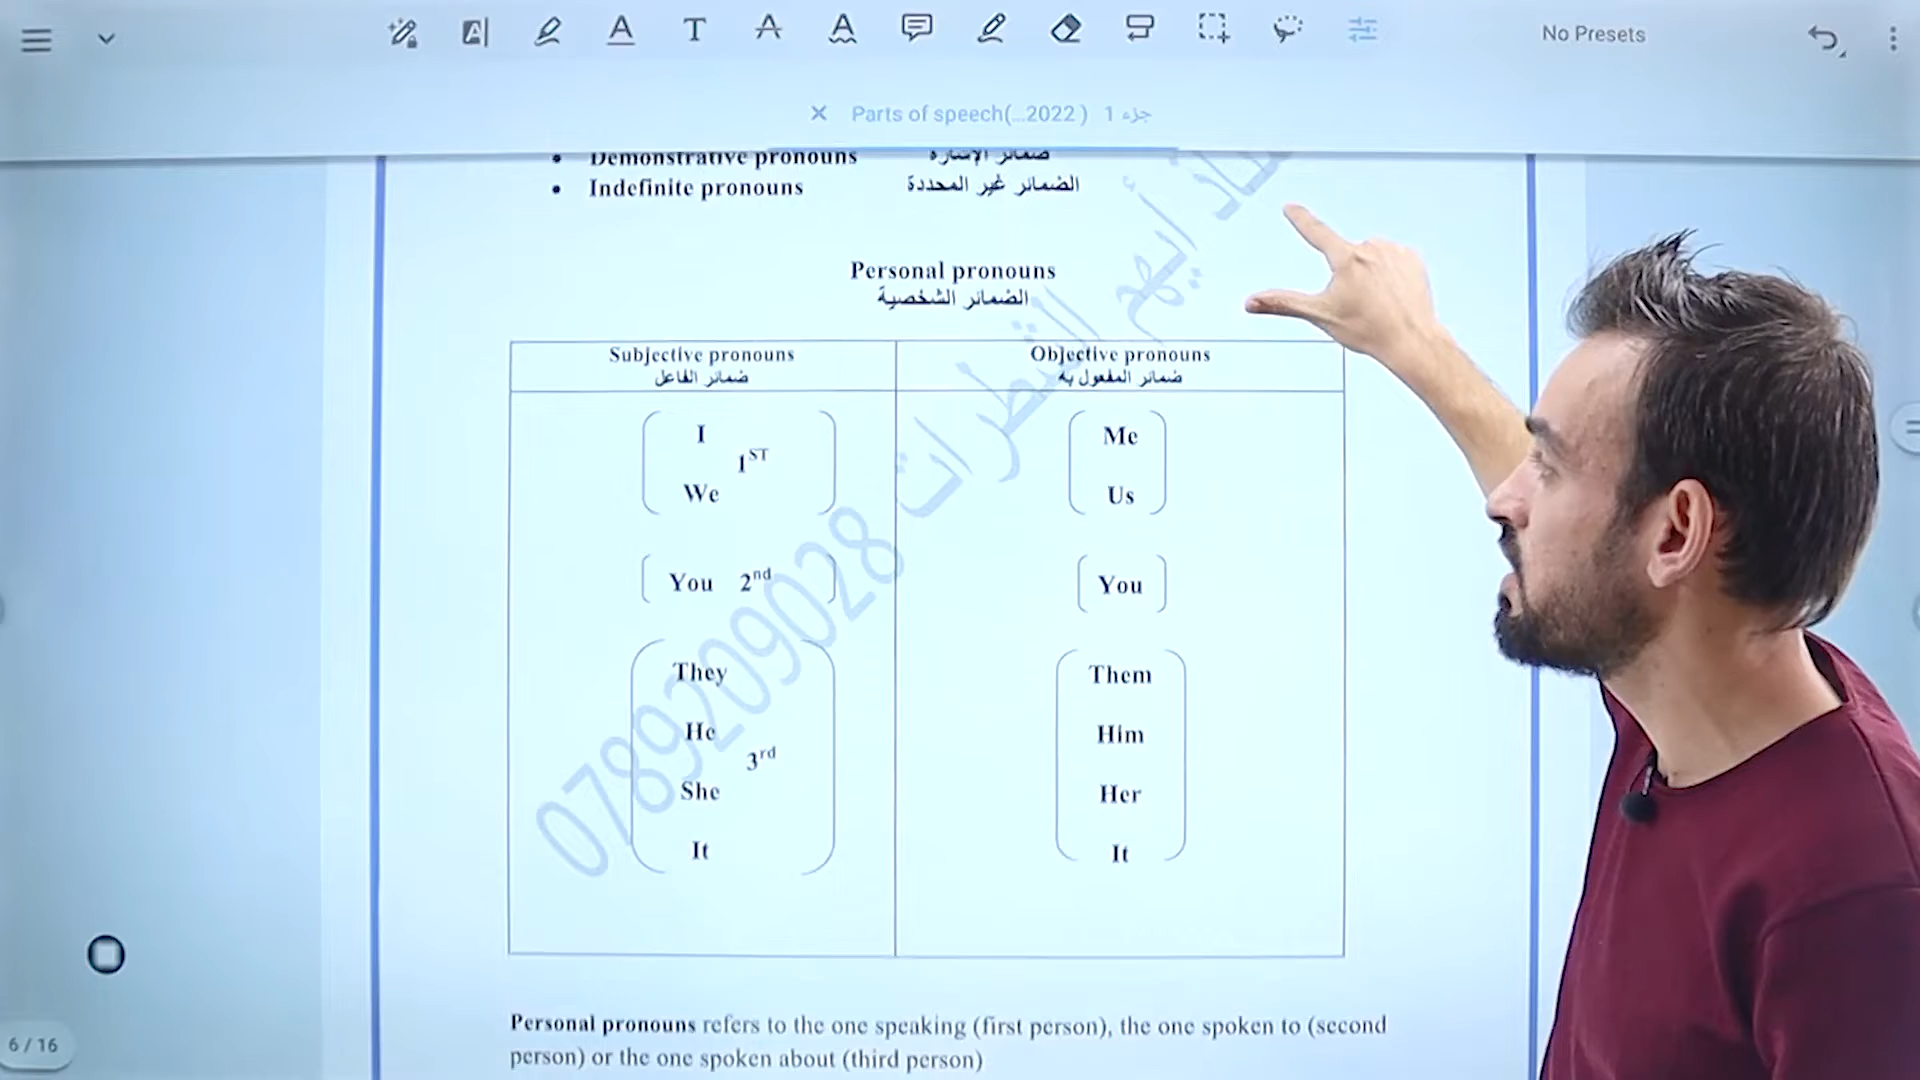 No Presets
Parts of speech(...2022 ) جزء 1
• Demonstrative pronouns ضمائر الإشارة
• Indefinite pronouns الضمائر غير المحددة
Personal pronouns
الضمائر الشخصية
Subjective pronouns
ضمائر الفاعل
Objective pronouns
ضمائر المفعول به
I
1ST
We
You 2nd
They
He
3rd
She
It
Me
Us
You
Them
Him
Her
It
أيهم الشطرات 0789209028
Personal pronouns refers to the one speaking (first person), the one spoken to (second
person) or the one spoken about (third person)
6 / 16